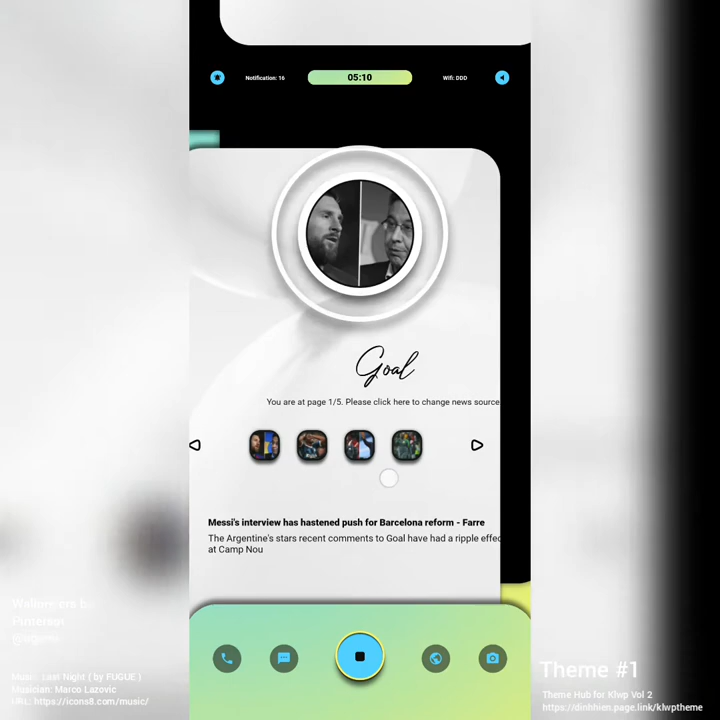 Notification: 16
05:10
Wifi: DDD
Goal
You are at page 1/5. Please click here to change news source
Messi's interview has hastened push for Barcelona reform - Farre
The Argentine's stars recent comments to Goal have had a ripple effec
at Camp Nou
Pinterest
Music: Last Night ( by FUGUE )
Musician: Marco Lazovic
URL: https://icons8.com/music/
Theme #1
Theme Hub for Klwp Vol 2
https://dinhhien.page.link/klwptheme